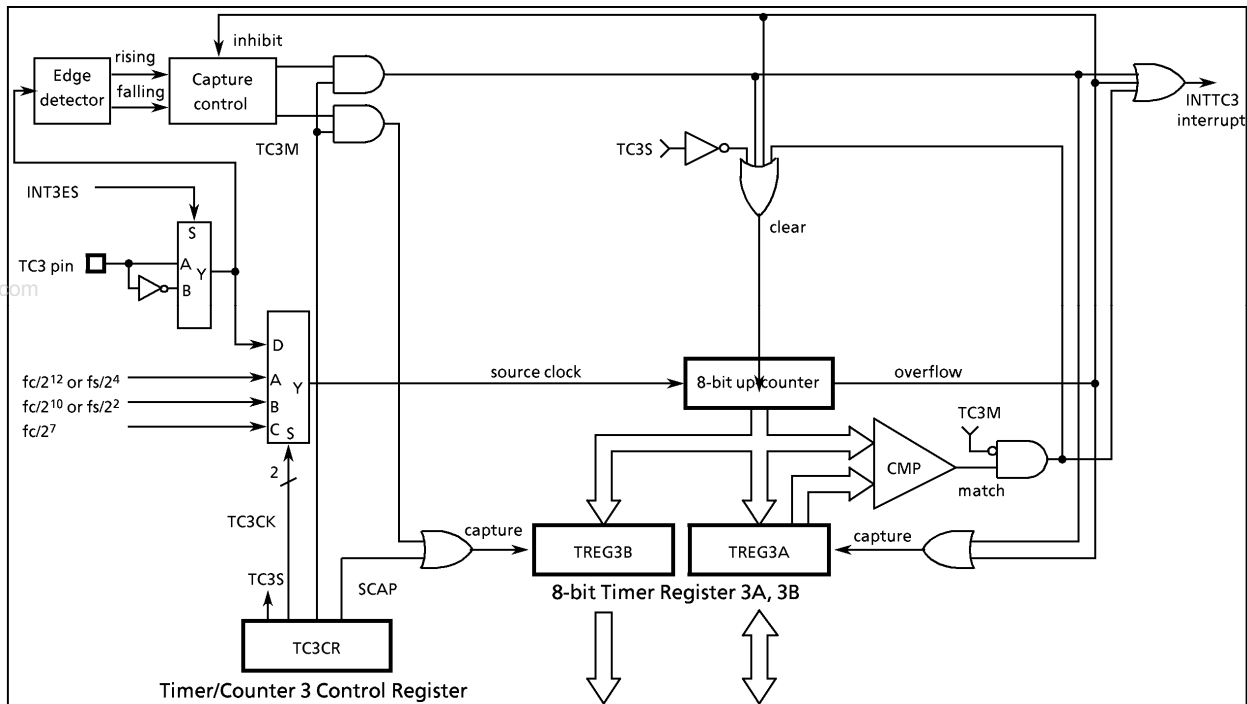 inhibit
rising
falling
Edge
detector
Capture
control
TC3M
INTTC3
interrupt
TC3S
clear
INT3ES
S
TC3 pin
A
Y
B
com
D
A
Y
B
C
S
fc/2¹² or fs/2⁴
fc/2¹⁰ or fs/2²
fc/2⁷
source clock
8-bit up counter
overflow
TC3M
CMP
match
2
TC3CK
TC3S
SCAP
capture
TREG3B
TREG3A
capture
8-bit Timer Register 3A, 3B
TC3CR
Timer/Counter 3 Control Register